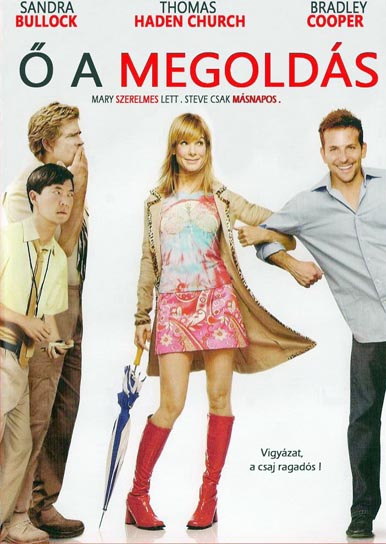 SANDRA BULLOCK
THOMAS HADEN CHURCH
BRADLEY COOPER
Ő A MEGOLDÁS
MARY SZERELMES LETT . STEVE CSAK MÁSNAPOS .
Vigyázat,
a csaj ragadós !